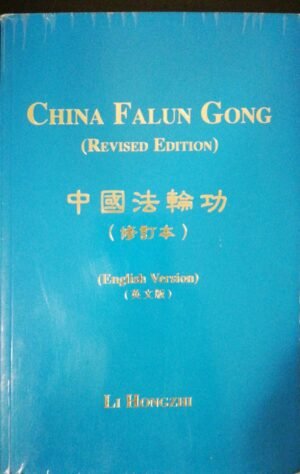 CHINA FALUN GONG
(REVISED EDITION)
中國法輪功
(修訂本)
(English Version)
(英文版)
LI HONGZHI